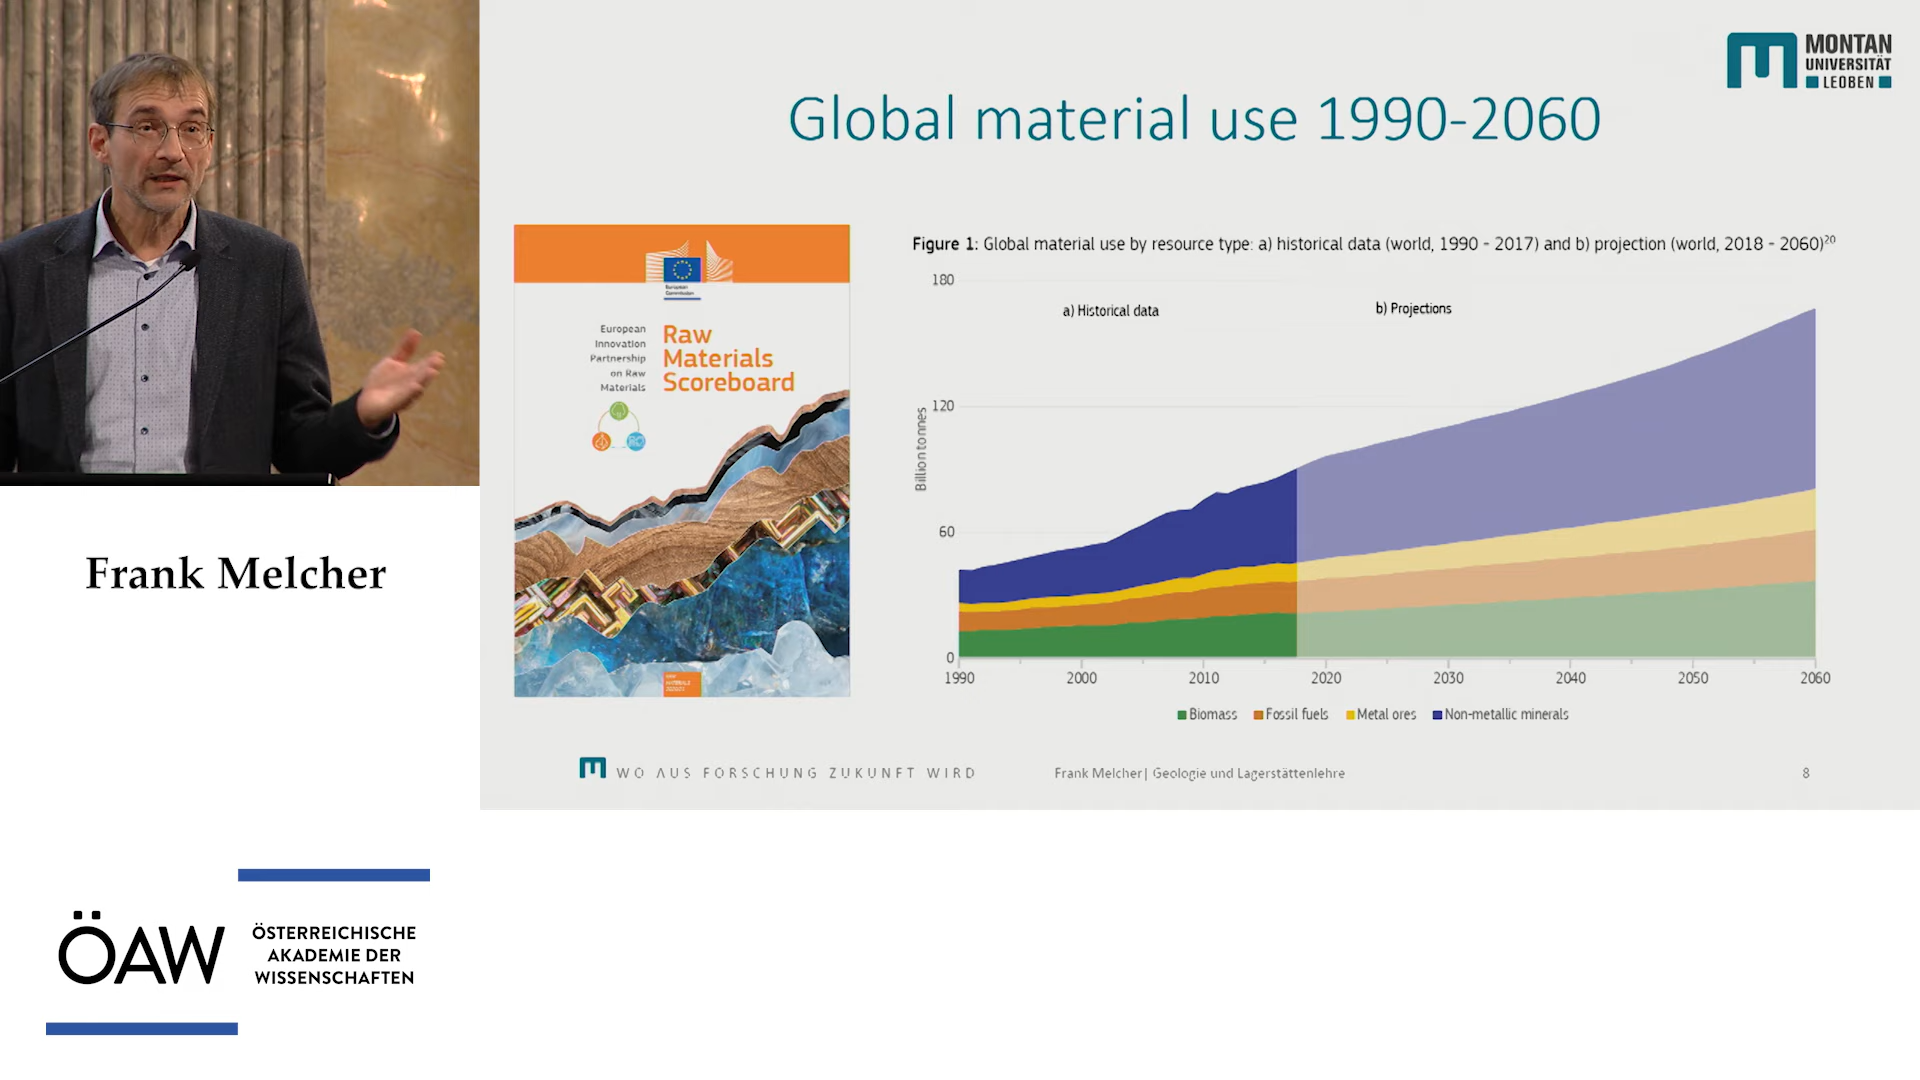 MONTAN
UNIVERSITÄT
LEOBEN
Global material use 1990-2060
European
Commission
European
Innovation
Partnership
on Raw
Materials
Raw
Materials
Scoreboard
Figure 1: Global material use by resource type: a) historical data (world, 1990 - 2017) and b) projection (world, 2018 - 2060)20
a) Historical data
b) Projections
Billion tonnes
180
120
60
0
1990 2000 2010 2020 2030 2040 2050 2060
Biomass Fossil fuels Metal ores Non-metallic minerals
WO AUS FORSCHUNG ZUKUNFT WIRD
Frank Melcher| Geologie und Lagerstättenlehre
8
Frank Melcher
ÖAW
ÖSTERREICHISCHE
AKADEMIE DER
WISSENSCHAFTEN